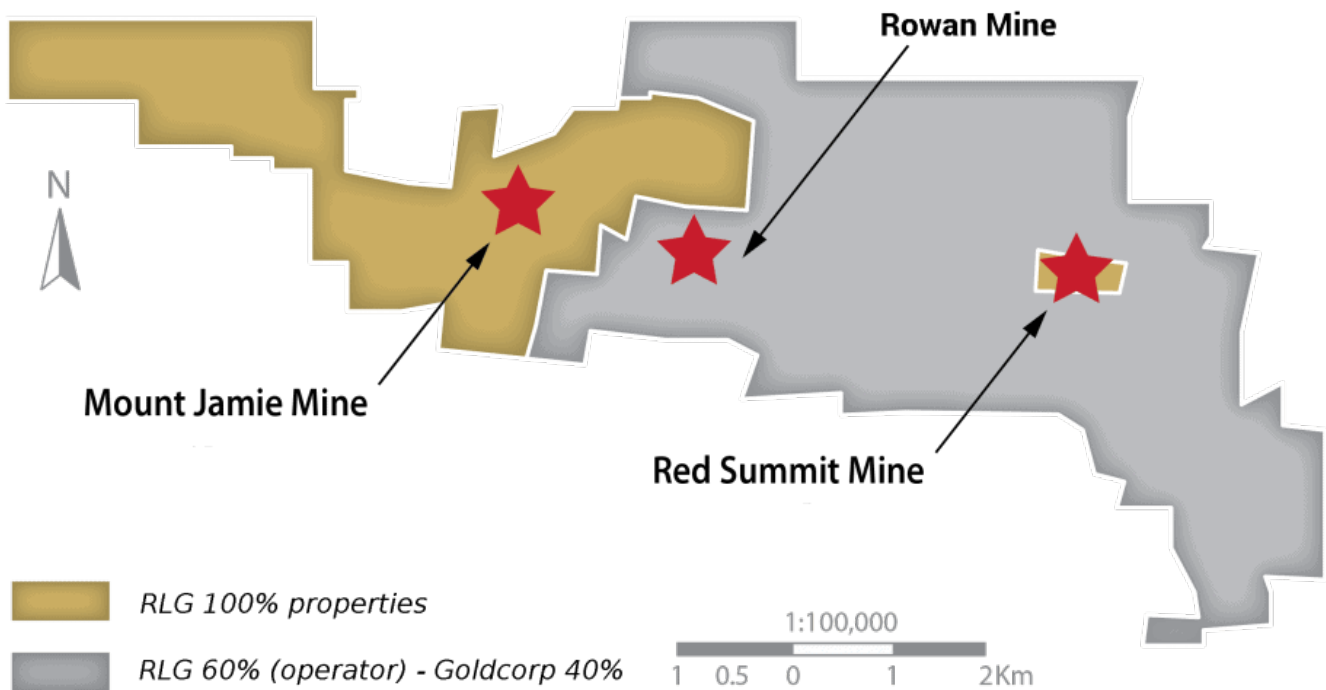 Rowan Mine
N
Mount Jamie Mine
Red Summit Mine
RLG 100% properties
RLG 60% (operator) - Goldcorp 40%
1:100,000
1 0.5 0 1 2Km